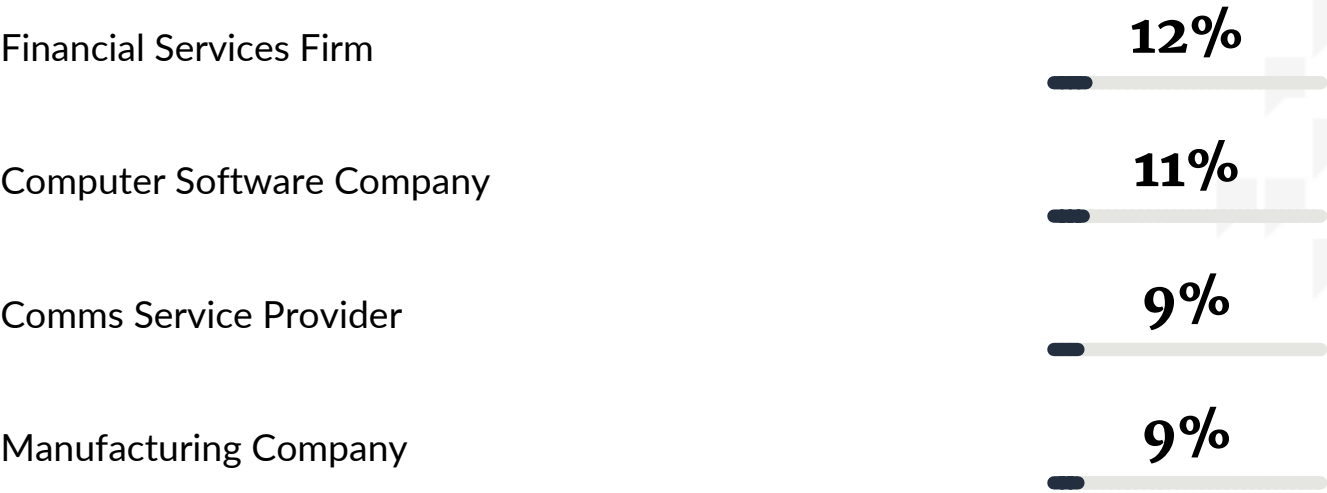 Financial Services Firm 12%
Computer Software Company 11%
Comms Service Provider 9%
Manufacturing Company 9%